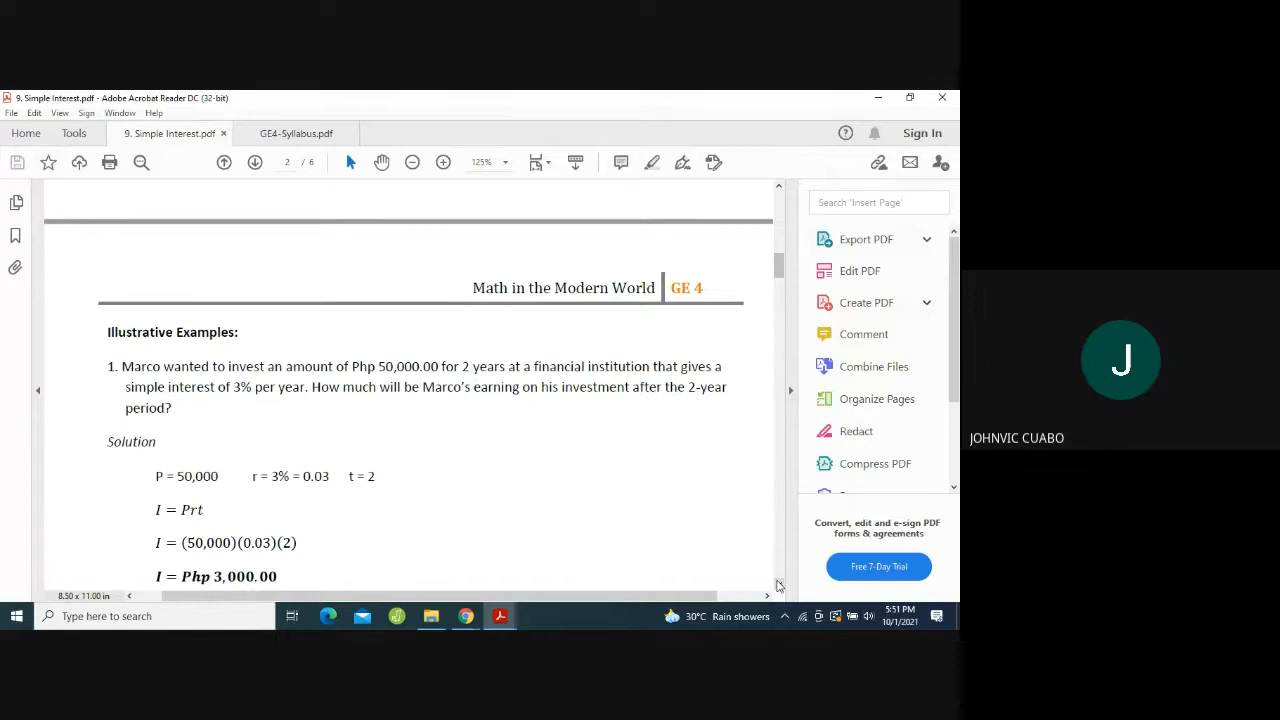 9. Simple Interest.pdf - Adobe Acrobat Reader DC (32-bit)
File Edit View Sign Window Help
Home Tools 9. Simple Interest.pdf × GE4-Syllabus.pdf Sign In
2 / 6 125%
Math in the Modern World GE 4
Illustrative Examples:
1. Marco wanted to invest an amount of Php 50,000.00 for 2 years at a financial institution that gives a
simple interest of 3% per year. How much will be Marco's earning on his investment after the 2-year
period?
Solution
P = 50,000 r = 3% = 0.03 t = 2
I = Prt
I = (50,000)(0.03)(2)
I = Php 3,000.00
8.50 x 11.00 in
Search 'Insert Page'
Export PDF
Edit PDF
Create PDF
Comment
Combine Files
Organize Pages
Redact
Compress PDF
Convert, edit and e-sign PDF
forms & agreements
Free 7-Day Trial
Type here to search
30°C Rain showers
5:51 PM
10/1/2021
J
JOHNVIC CUABO